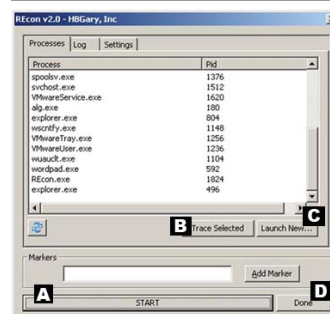 REcon v2.0 - HBGary, Inc
Processes Log Settings
Process Pid
spoolsv.exe 1376
svchost.exe 1512
VMwareService.exe 1620
alg.exe 180
explorer.exe 804
wscntfy.exe 1148
VMwareTray.exe 1256
VMwareUser.exe 1236
wuauclt.exe 1104
wordpad.exe 592
REcon.exe 1824
explorer.exe 496
B Trace Selected Launch New... C
Markers
Add Marker
A START Done D